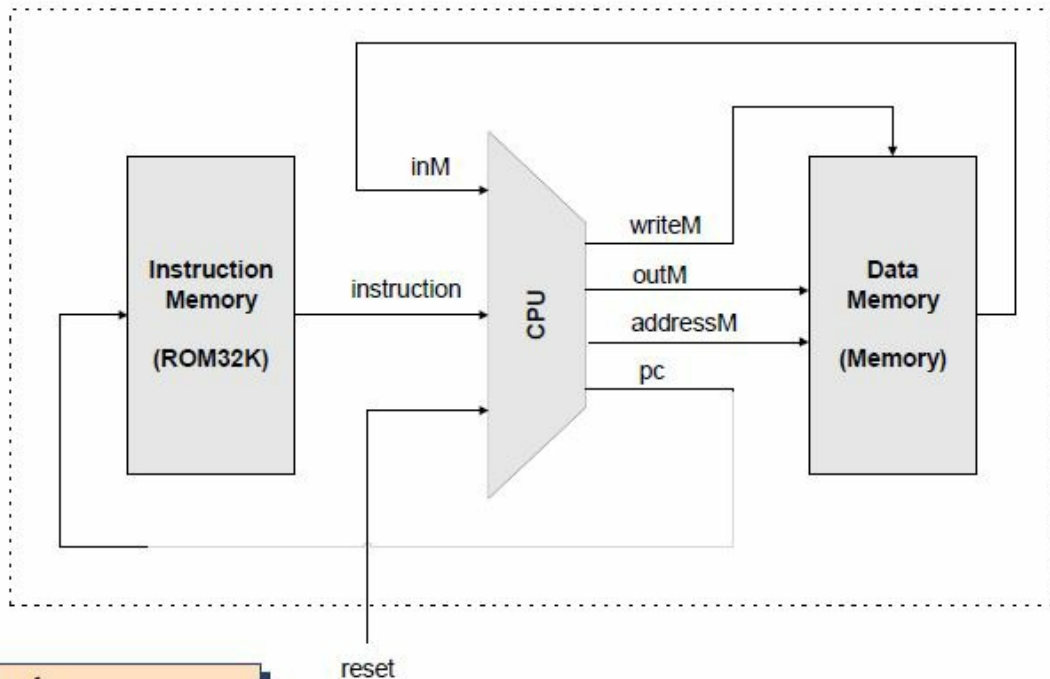 inM
writeM
Instruction
Memory
(ROM32K)
instruction
CPU
outM
addressM
pc
Data
Memory
(Memory)
reset